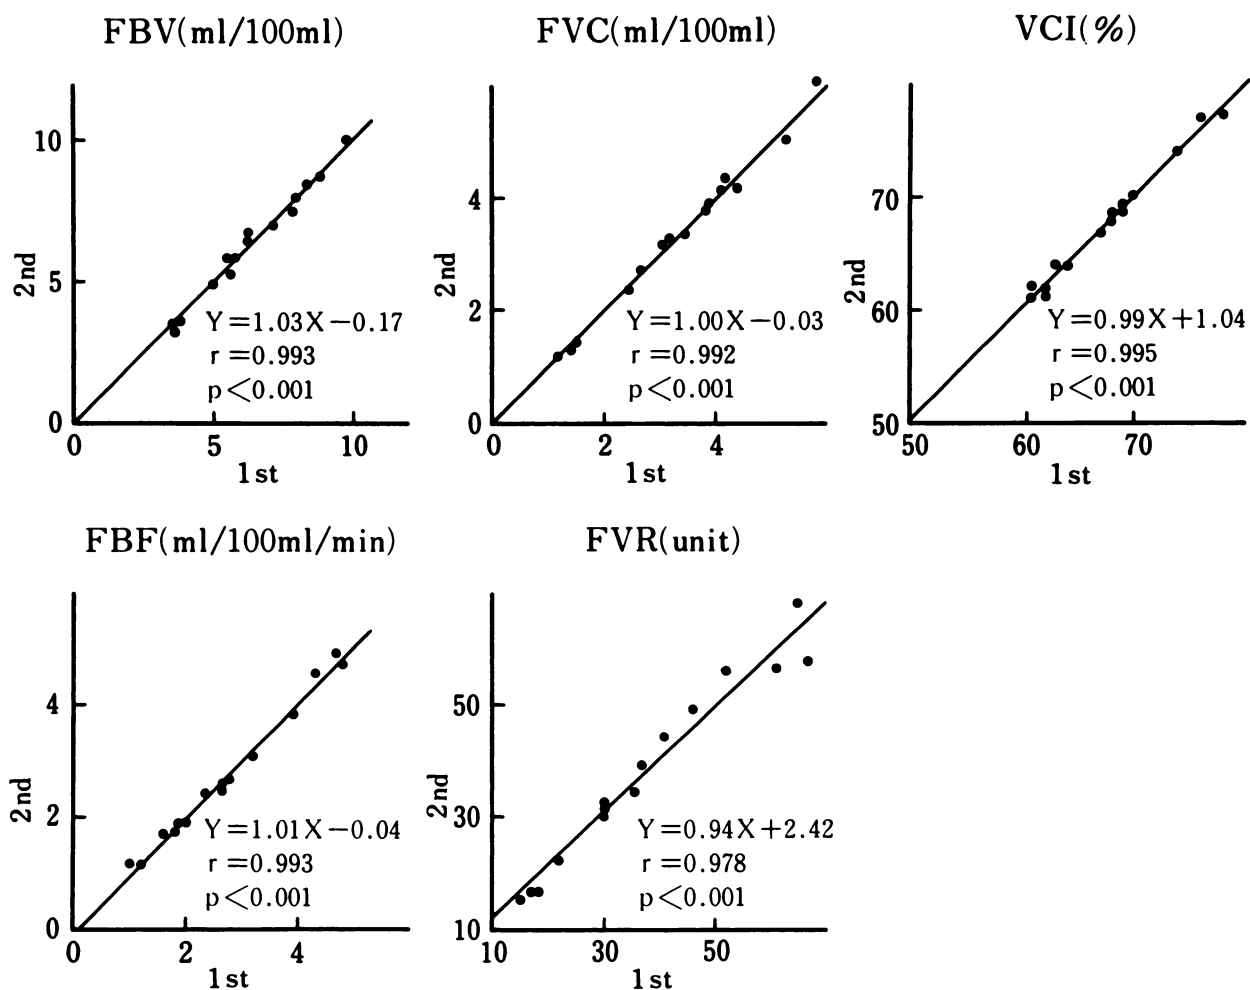 FBV(ml/100ml)
10
5
0
2nd
Y=1.03X−0.17
r=0.993
p<0.001
0 5 10
1st
FVC(ml/100ml)
4
2
0
2nd
Y=1.00X−0.03
r=0.992
p<0.001
0 2 4
1st
VCI(%)
70
60
50
2nd
Y=0.99X+1.04
r=0.995
p<0.001
50 60 70
1st
FBF(ml/100ml/min)
4
2
0
2nd
Y=1.01X−0.04
r=0.993
p<0.001
0 2 4
1st
FVR(unit)
50
30
10
2nd
Y=0.94X+2.42
r=0.978
p<0.001
10 30 50
1st